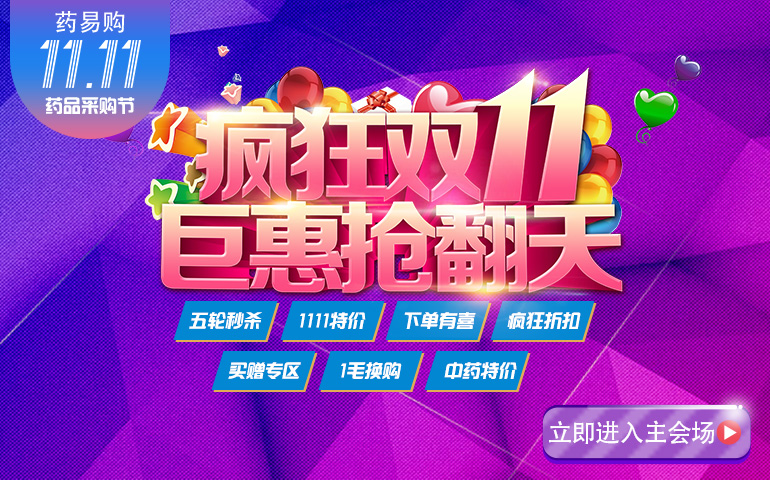 药易购
11.11
药品采购节
疯狂双11
巨惠抢翻天
五轮秒杀 1111特价 下单有喜 疯狂折扣
买赠专区 1毛换购 中药特价
立即进入主会场